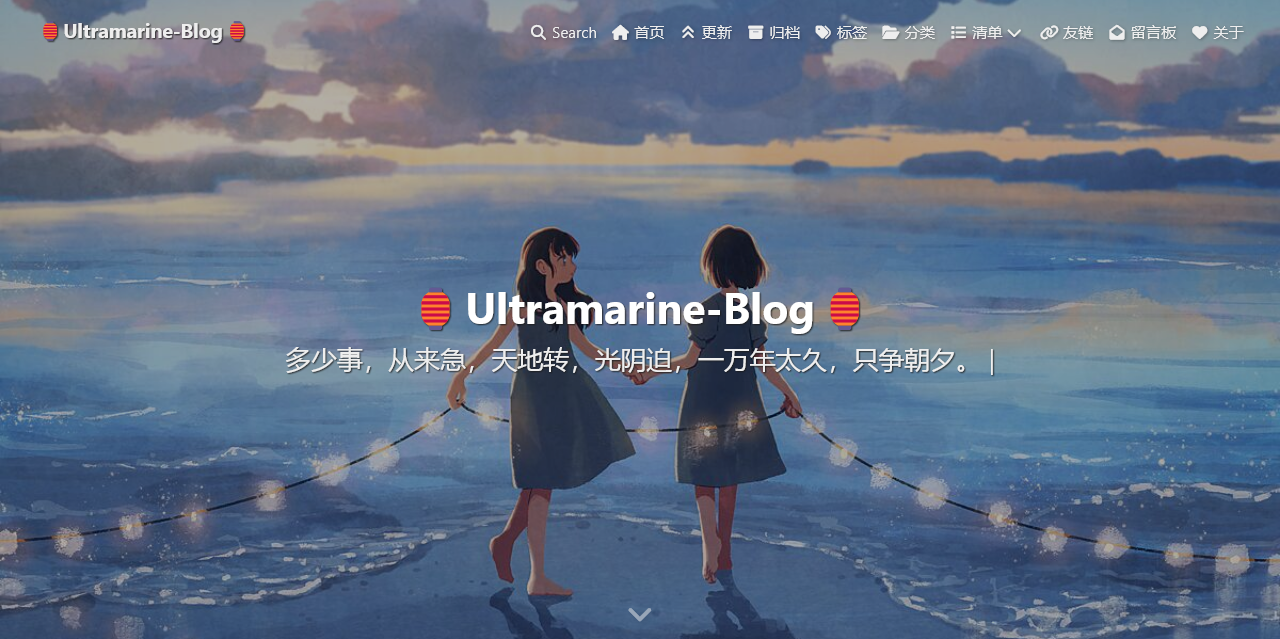 🏮Ultramarine-Blog🏮
Search 首页 更新 归档 标签 分类 清单 友链 留言板 关于
🏮 Ultramarine-Blog 🏮
多少事，从来急，天地转，光阴迫，一万年太久，只争朝夕。 |